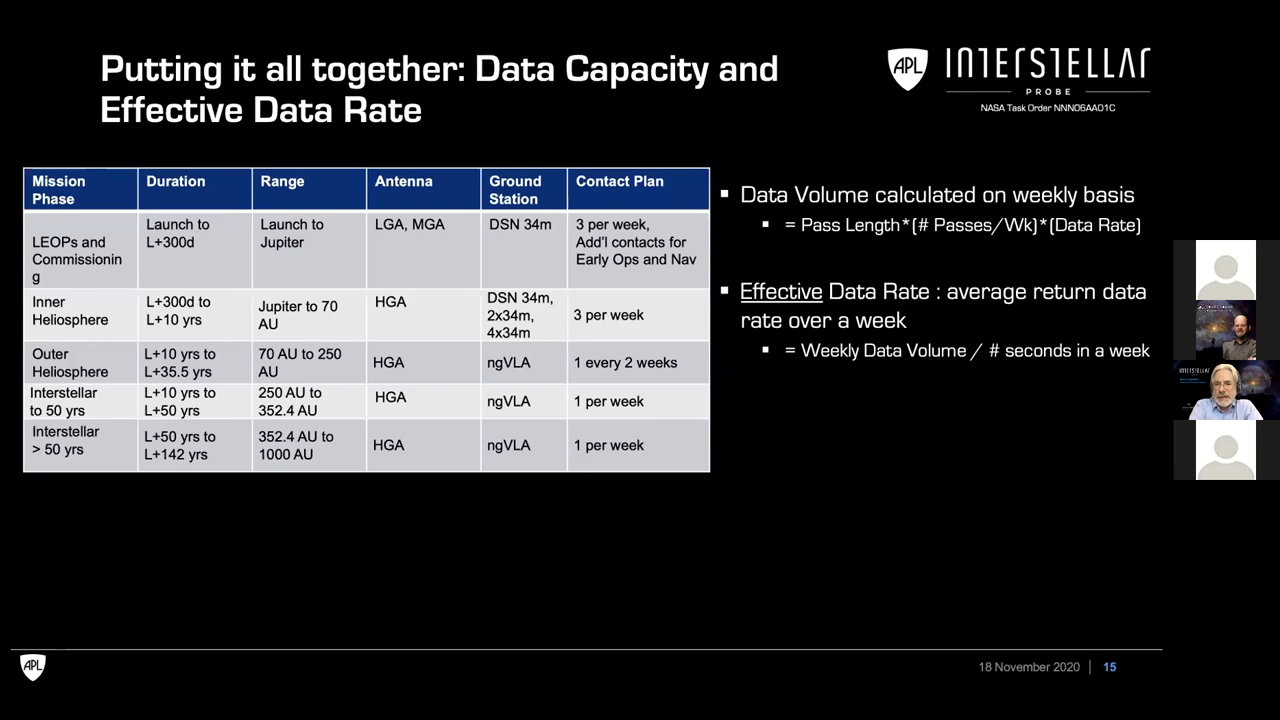 Putting it all together: Data Capacity and
Effective Data Rate
APL INTERSTELLAR
PROBE
NASA Task Order NNN06AA01C
Mission Phase | Duration | Range | Antenna | Ground Station | Contact Plan
LEOPs and Commissionin g | Launch to L+300d | Launch to Jupiter | LGA, MGA | DSN 34m | 3 per week, Add'l contacts for Early Ops and Nav
Inner Heliosphere | L+300d to L+10 yrs | Jupiter to 70 AU | HGA | DSN 34m, 2x34m, 4x34m | 3 per week
Outer Heliosphere | L+10 yrs to L+35.5 yrs | 70 AU to 250 AU | HGA | ngVLA | 1 every 2 weeks
Interstellar to 50 yrs | L+10 yrs to L+50 yrs | 250 AU to 352.4 AU | HGA | ngVLA | 1 per week
Interstellar > 50 yrs | L+50 yrs to L+142 yrs | 352.4 AU to 1000 AU | HGA | ngVLA | 1 per week
▪ Data Volume calculated on weekly basis
▪ = Pass Length*(# Passes/Wk)*(Data Rate)
▪ Effective Data Rate : average return data
rate over a week
▪ = Weekly Data Volume / # seconds in a week
INTERSTELLAR
APL
18 November 2020 | 15